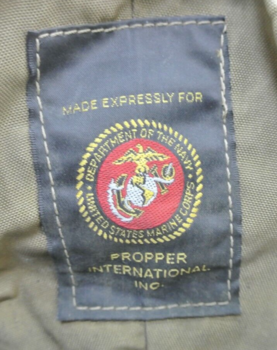 MADE EXPRESSLY FOR
DEPARTMENT OF THE NAVY
UNITED STATES MARINE CORPS
PROPPER
INTERNATIONAL
INC.